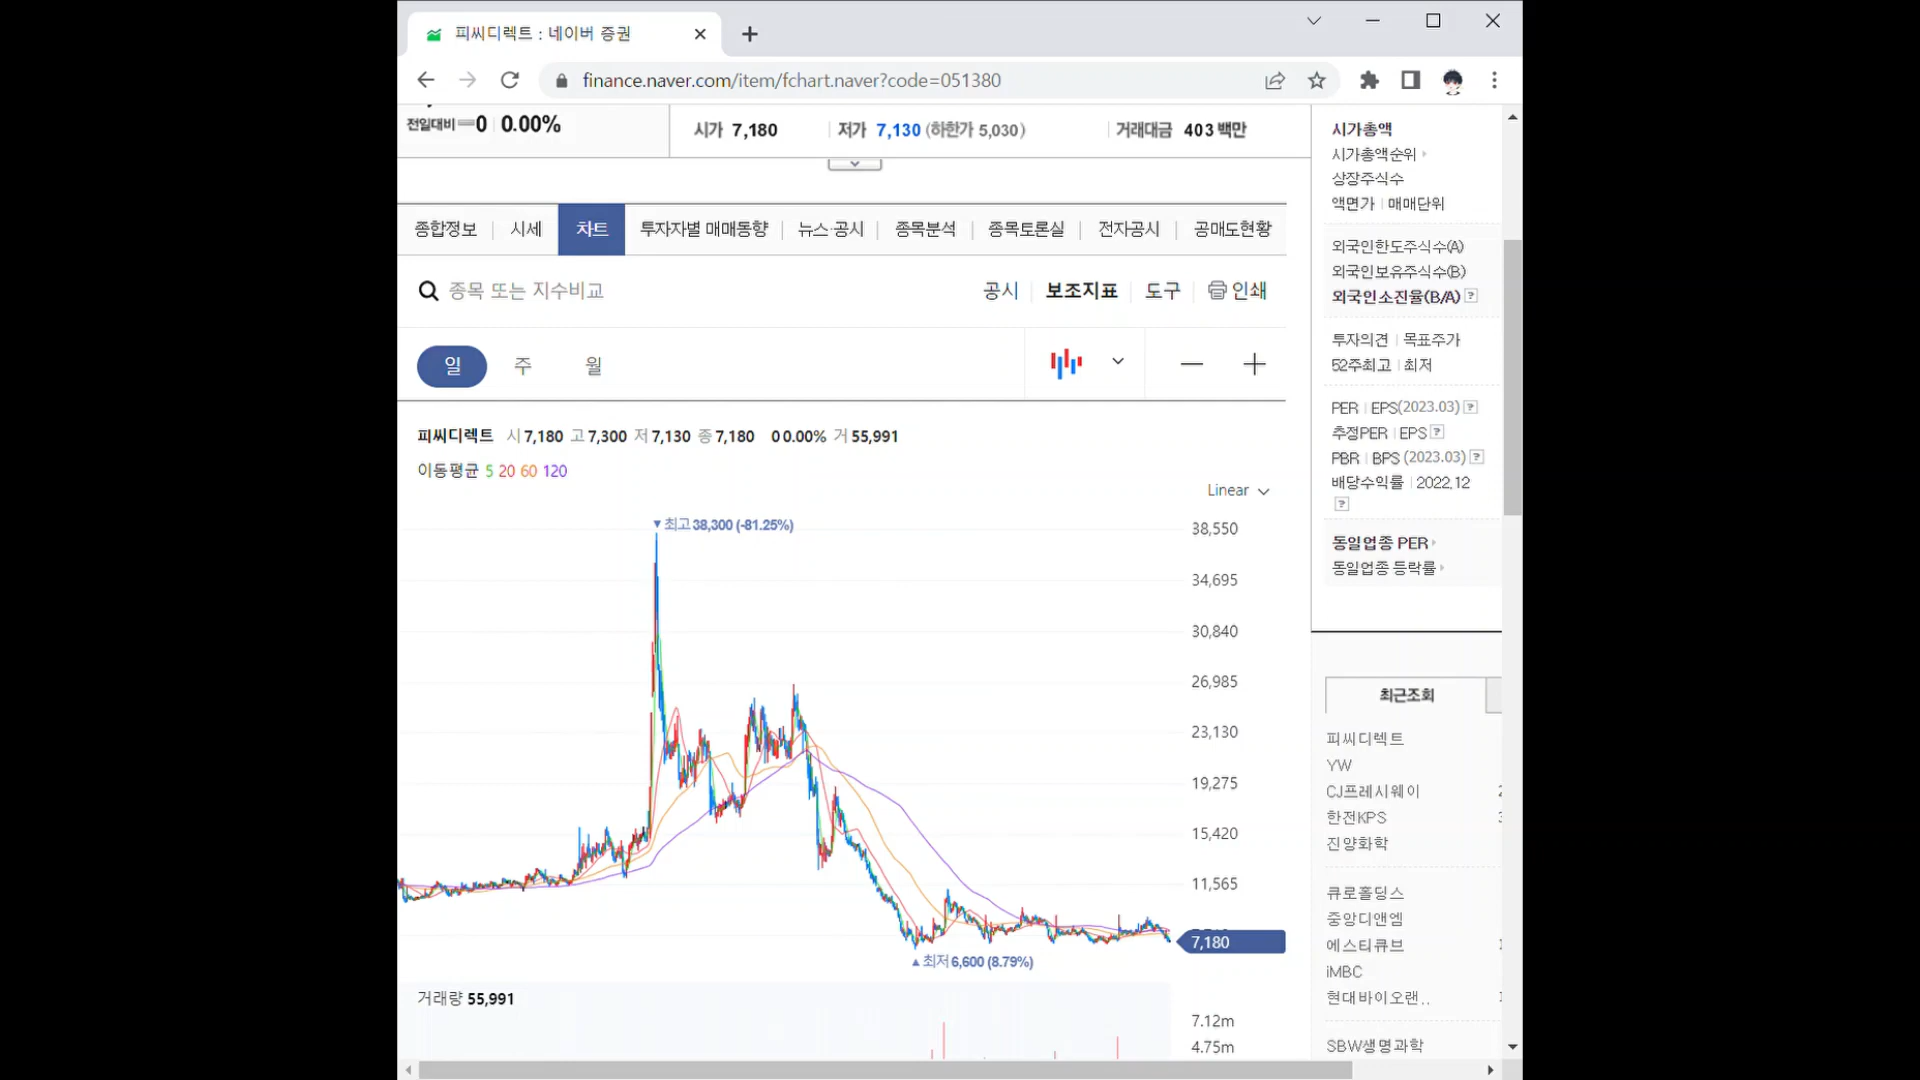 피씨디렉트 : 네이버 증권
finance.naver.com/item/fchart.naver?code=051380
전일대비 0 0.00%
시가 7,180 저가 7,130 (하한가 5,030) 거래대금 403 백만
종합정보 시세 차트 투자자별 매매동향 뉴스·공시 종목분석 종목토론실 전자공시 공매도현황
종목 또는 지수비교
공시 보조지표 도구 인쇄
일 주 월
피씨디렉트 시 7,180 고 7,300 저 7,130 종 7,180 0 0.00% 거 55,991
이동평균 5 20 60 120
Linear
▼최고 38,300 (-81.25%)
38,550
34,695
30,840
26,985
23,130
19,275
15,420
11,565
7,180
▲최저 6,600 (8.79%)
거래량 55,991
7.12m
4.75m
시가총액
시가총액순위
상장주식수
액면가 | 매매단위
외국인한도주식수(A)
외국인보유주식수(B)
외국인소진율(B/A) ?
투자의견 | 목표주가
52주최고 | 최저
PER | EPS(2023.03) ?
추정PER | EPS ?
PBR | BPS (2023.03) ?
배당수익률 | 2022.12
?
동일업종 PER
동일업종 등락률
최근조회
피씨디렉트
YW
CJ프레시웨이
한전KPS
진양화학
큐로홀딩스
중앙디앤엠
에스티큐브
iMBC
현대바이오랜..
SBW생명과학